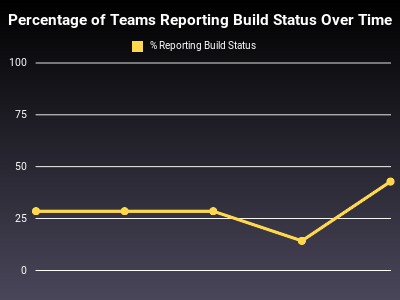 Percentage of Teams Reporting Build Status Over Time
% Reporting Build Status
100
75
50
25
0